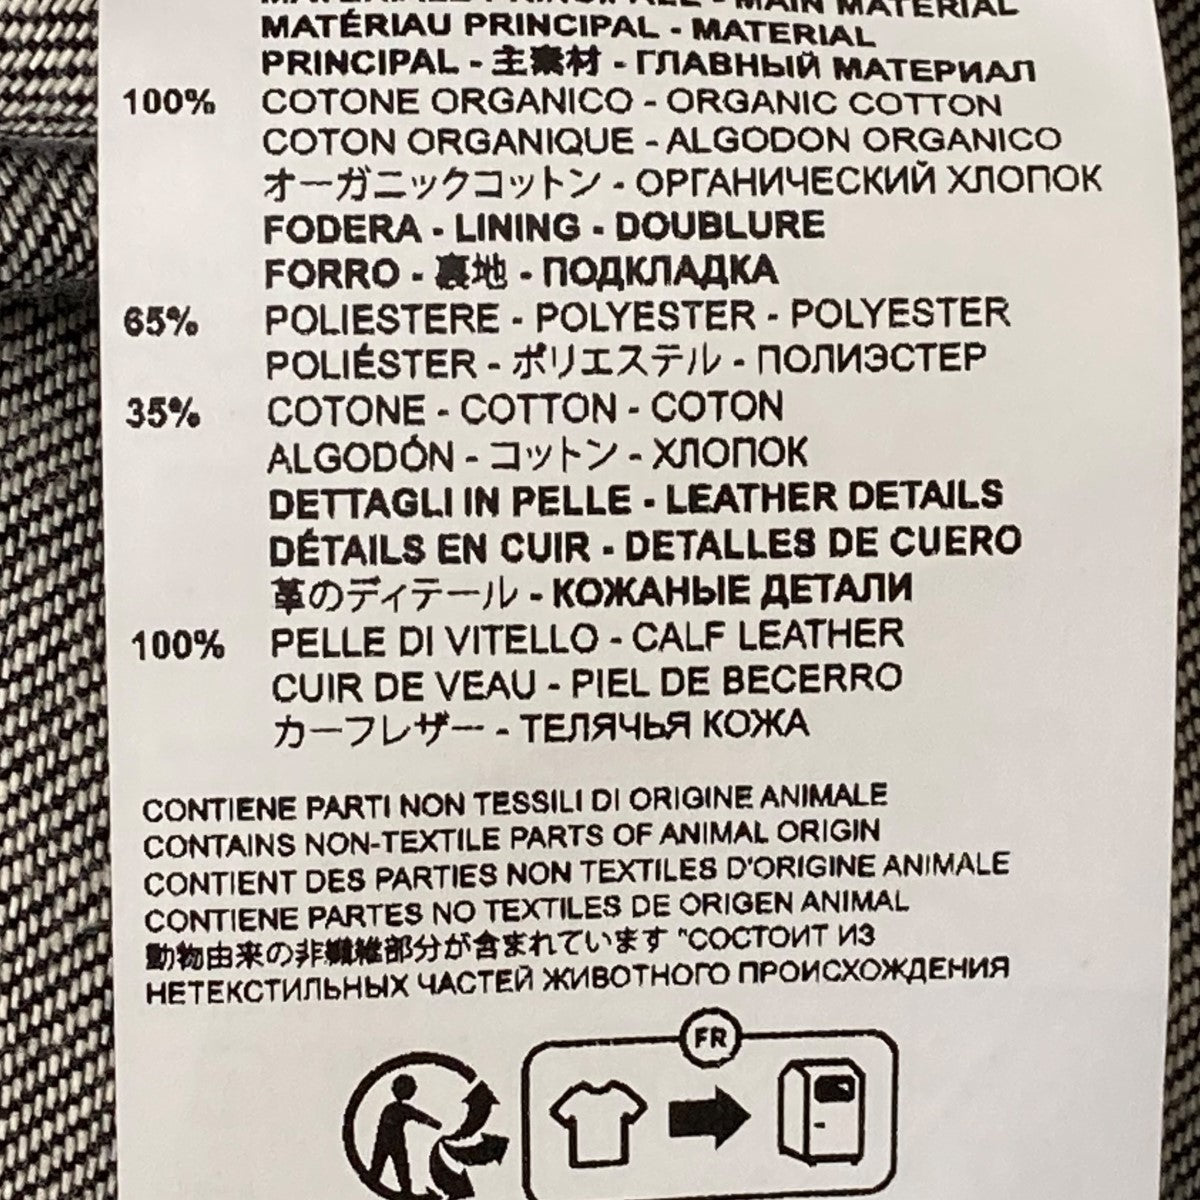 MATERIALE PRINCIPALE - MAIN MATERIAL
MATÉRIAU PRINCIPAL - MATERIAL
PRINCIPAL - 主素材 - ГЛАВНЫЙ МАТЕРИАЛ
100% COTONE ORGANICO - ORGANIC COTTON
COTON ORGANIQUE - ALGODON ORGANICO
オーガニックコットン - ОРГАНИЧЕСКИЙ ХЛОПОК
FODERA - LINING - DOUBLURE
FORRO - 裏地 - ПОДКЛАДКА
65% POLIESTERE - POLYESTER - POLYESTER
POLIÉSTER - ポリエステル - ПОЛИЭСТЕР
35% COTONE - COTTON - COTON
ALGODÓN - コットン - ХЛОПОК
DETTAGLI IN PELLE - LEATHER DETAILS
DÉTAILS EN CUIR - DETALLES DE CUERO
革のディテール - КОЖАНЫЕ ДЕТАЛИ
100% PELLE DI VITELLO - CALF LEATHER
CUIR DE VEAU - PIEL DE BECERRO
カーフレザー - ТЕЛЯЧЬЯ КОЖА
CONTIENE PARTI NON TESSILI DI ORIGINE ANIMALE
CONTAINS NON-TEXTILE PARTS OF ANIMAL ORIGIN
CONTIENT DES PARTIES NON TEXTILES D'ORIGINE ANIMALE
CONTIENE PARTES NO TEXTILES DE ORIGEN ANIMAL
動物由来の非繊維部分が含まれています "СОСТОИТ ИЗ
НЕТЕКСТИЛЬНЫХ ЧАСТЕЙ ЖИВОТНОГО ПРОИСХОЖДЕНИЯ
FR